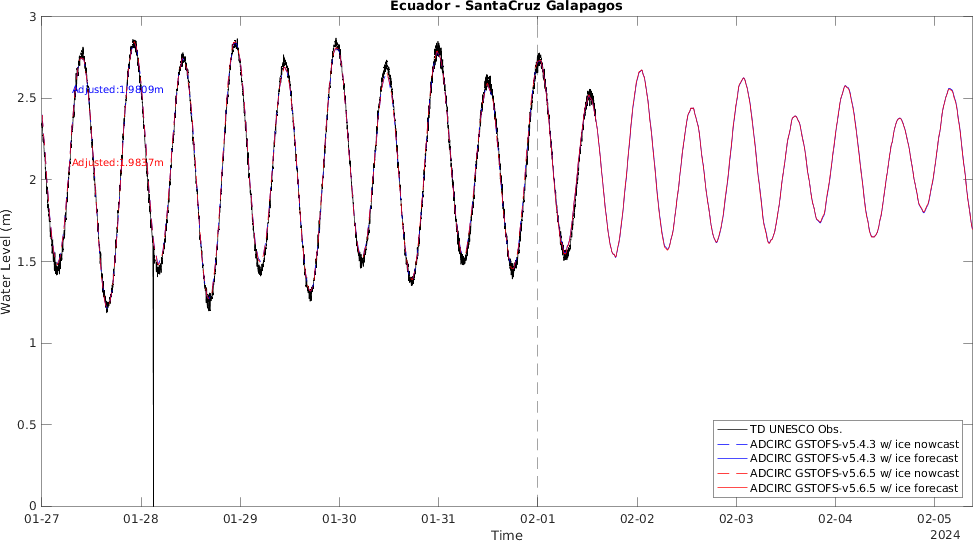 Ecuador - SantaCruz Galapagos
3
2.5
2
1.5
1
0.5
0
Water Level (m)
Adjusted:1.9809m
Adjusted:1.9837m
TD UNESCO Obs.
ADCIRC GSTOFS-v5.4.3 w/ ice nowcast
ADCIRC GSTOFS-v5.4.3 w/ ice forecast
ADCIRC GSTOFS-v5.6.5 w/ ice nowcast
ADCIRC GSTOFS-v5.6.5 w/ ice forecast
01-27 01-28 01-29 01-30 01-31 02-01 02-02 02-03 02-04 02-05
Time
2024